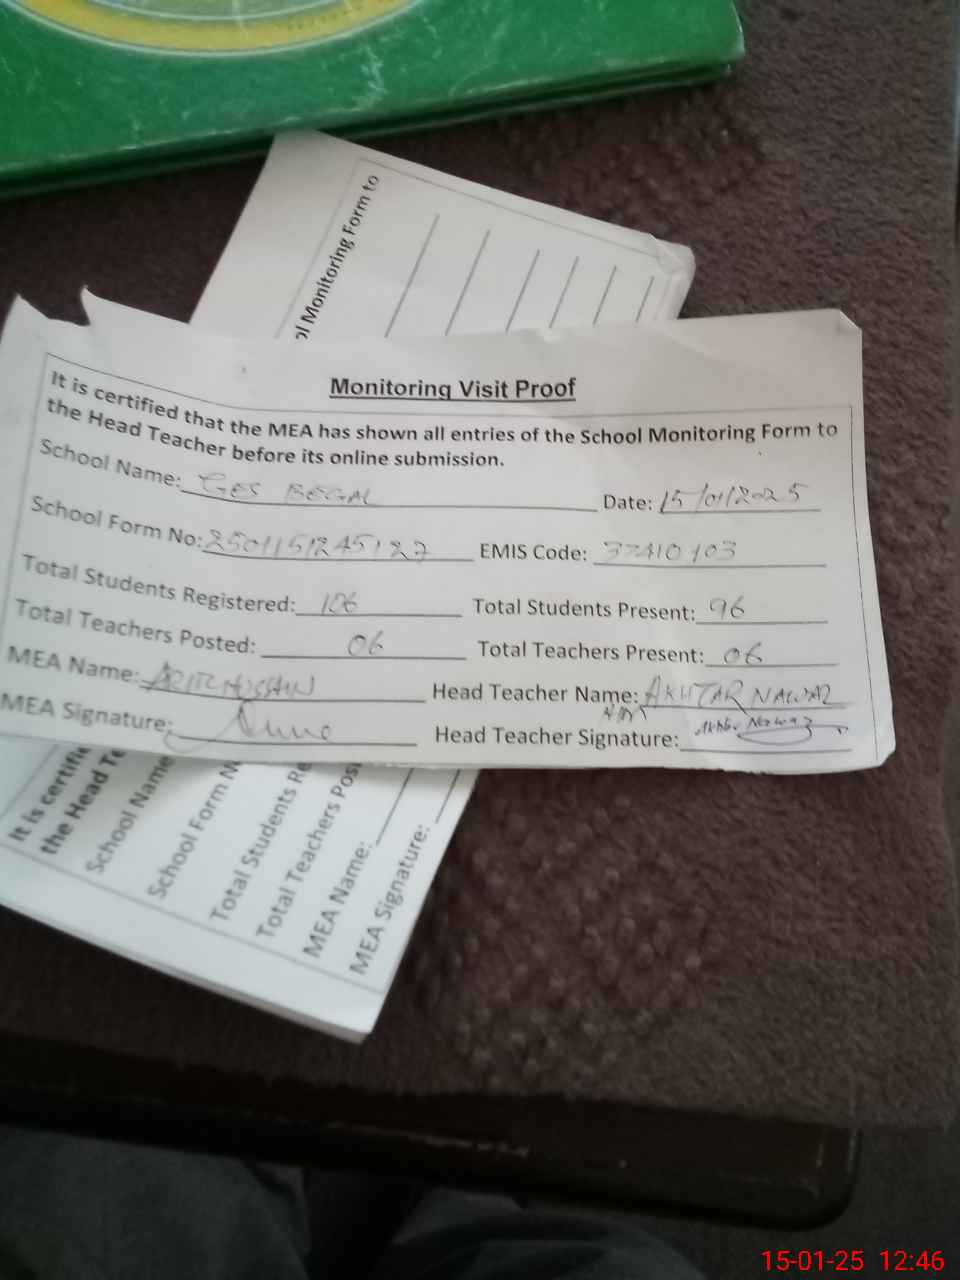 ol Monitoring Form to
Monitoring Visit Proof
It is certified that the MEA has shown all entries of the School Monitoring Form to
the Head Teacher before its online submission.
School Name: GES BEGAL Date: 15/01/2025
School Form No: EMIS Code:
Total Students Registered: 106 Total Students Present: 96
Total Teachers Posted: 06 Total Teachers Present: 06
MEA Name: Head Teacher Name: AKHTAR NAWAZ
MEA Signature: Head Teacher Signature: Akhtar Nawaz
It is certifi
the Head Te
School Name
School Form N
Total Students Re
Total Teachers Pos
MEA Name:
MEA Signature:
15-01-25 12:46